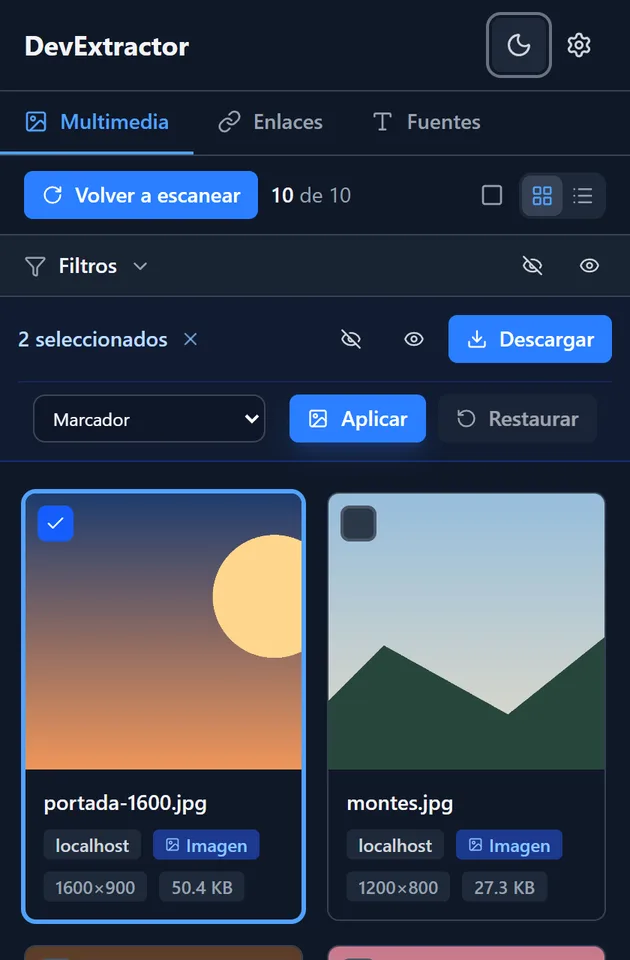 DevExtractor
Multimedia Enlaces Fuentes
Volver a escanear 10 de 10
Filtros
2 seleccionados Descargar
Marcador Aplicar Restaurar
portada-1600.jpg
localhost Imagen
1600×900 50.4 KB
montes.jpg
localhost Imagen
1200×800 27.3 KB